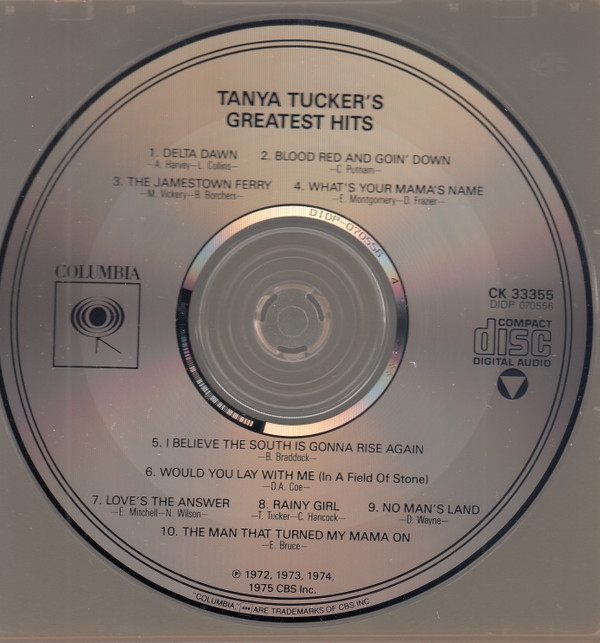 TANYA TUCKER'S
GREATEST HITS
1. DELTA DAWN 2. BLOOD RED AND GOIN' DOWN
—A. Harvey—L. Collins— —C. Putnam—
3. THE JAMESTOWN FERRY 4. WHAT'S YOUR MAMA'S NAME
—M. Vickery—B. Borchers— —E. Montgomery—D. Frazier—
DIDP-070556 4
COLUMBIA
CK 33355
DIDP 070556
COMPACT
disc
DIGITAL AUDIO
5. I BELIEVE THE SOUTH IS GONNA RISE AGAIN
—B. Braddock—
6. WOULD YOU LAY WITH ME (In A Field Of Stone)
—D.A. Coe—
7. LOVE'S THE ANSWER 8. RAINY GIRL 9. NO MAN'S LAND
—E. Mitchell—N. Wilson— —T. Tucker—C. Hancock— —D. Wayne—
10. THE MAN THAT TURNED MY MAMA ON
—E. Bruce—
℗ 1972, 1973, 1974,
1975 CBS Inc.
"COLUMBIA," ARE TRADEMARKS OF CBS INC.